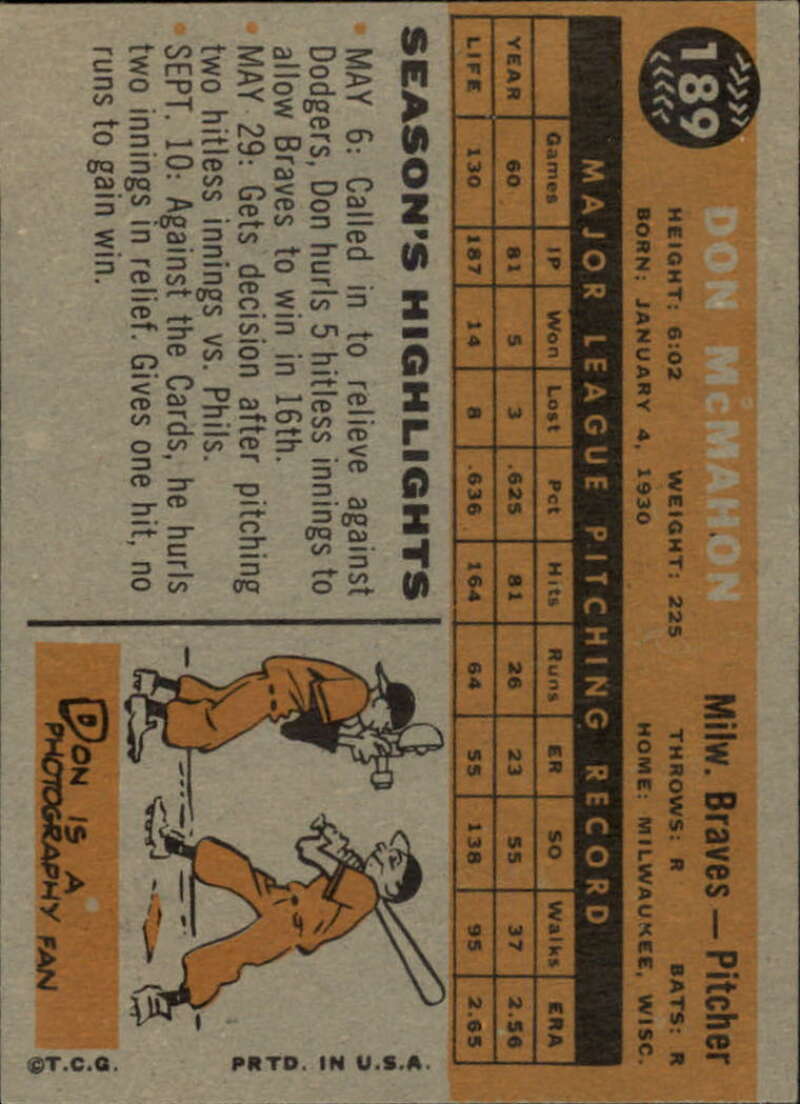 189
DON McMAHON Milw. Braves — Pitcher
HEIGHT: 6:02 WEIGHT: 225 THROWS: R BATS: R
BORN: JANUARY 4, 1930 HOME: MILWAUKEE, WISC.
MAJOR LEAGUE PITCHING RECORD
Games IP Won Lost Pct Hits Runs ER SO Walks ERA
YEAR 60 81 5 3 .625 81 26 23 55 37 2.56
LIFE 130 187 14 8 .636 164 64 55 138 95 2.65
SEASON'S HIGHLIGHTS
• MAY 6: Called in to relieve against
Dodgers, Don hurls 5 hitless innings to
allow Braves to win in 16th.
• MAY 29: Gets decision after pitching
two hitless innings vs. Phils.
• SEPT. 10: Against the Cards, he hurls
two innings in relief. Gives one hit, no
runs to gain win.
B
DON IS A
PHOTOGRAPHY FAN
PRTD. IN U.S.A.
©T.C.G.